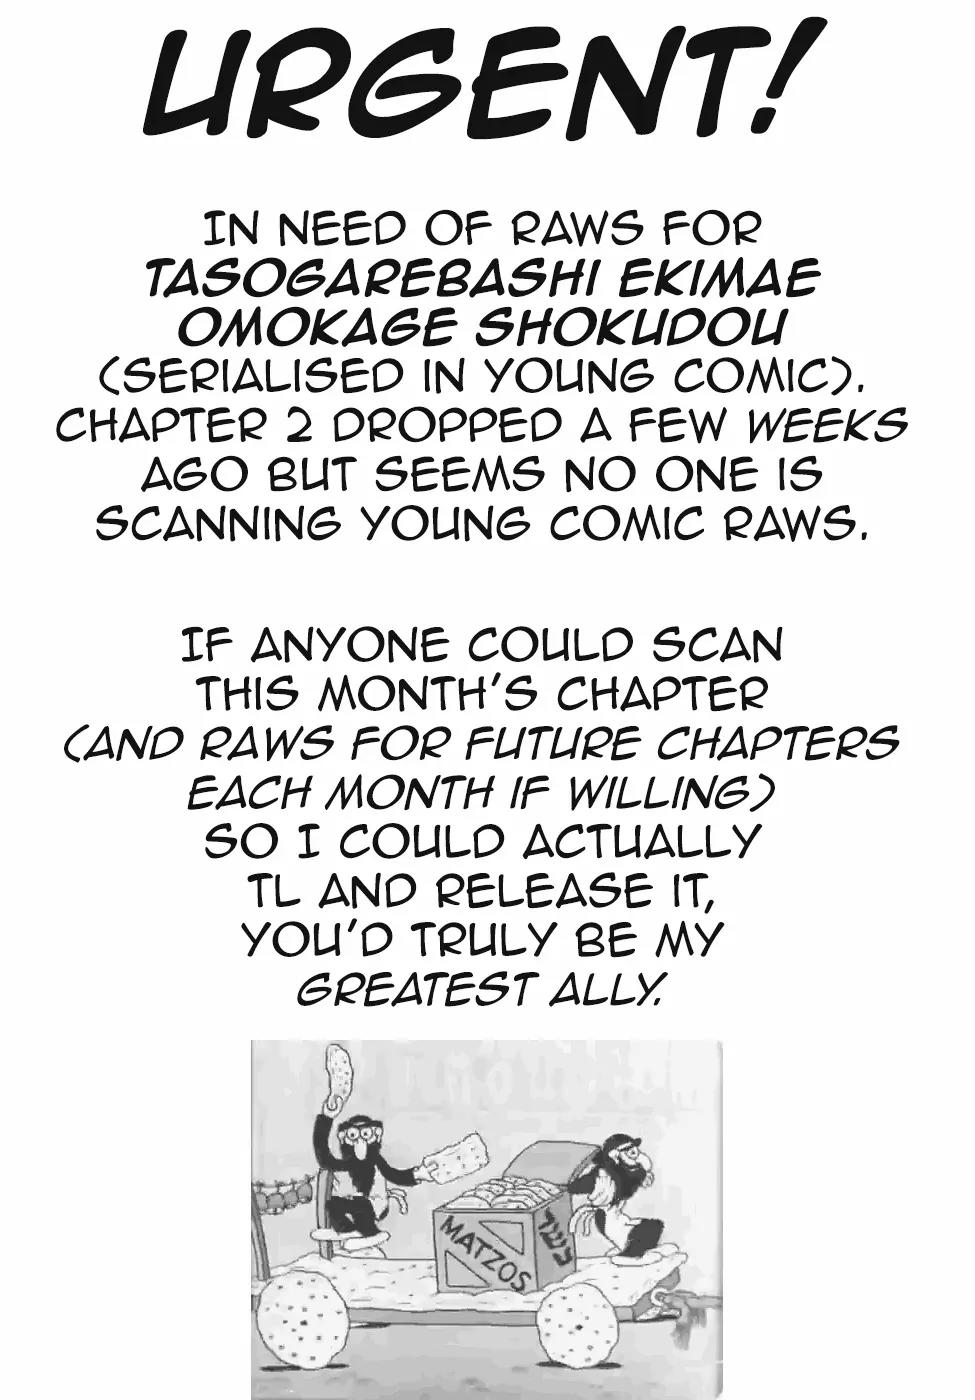 URGENT!
IN NEED OF RAWS FOR
TASOGAREBASHI EKIMAE
OMOKAGE SHOKUDOU
(SERIALISED IN YOUNG COMIC).
CHAPTER 2 DROPPED A FEW WEEKS
AGO BUT SEEMS NO ONE IS
SCANNING YOUNG COMIC RAWS.
IF ANYONE COULD SCAN
THIS MONTH'S CHAPTER
(AND RAWS FOR FUTURE CHAPTERS
EACH MONTH IF WILLING)
SO I COULD ACTUALLY
TL AND RELEASE IT,
YOU'D TRULY BE MY
GREATEST ALLY.
MATZOS